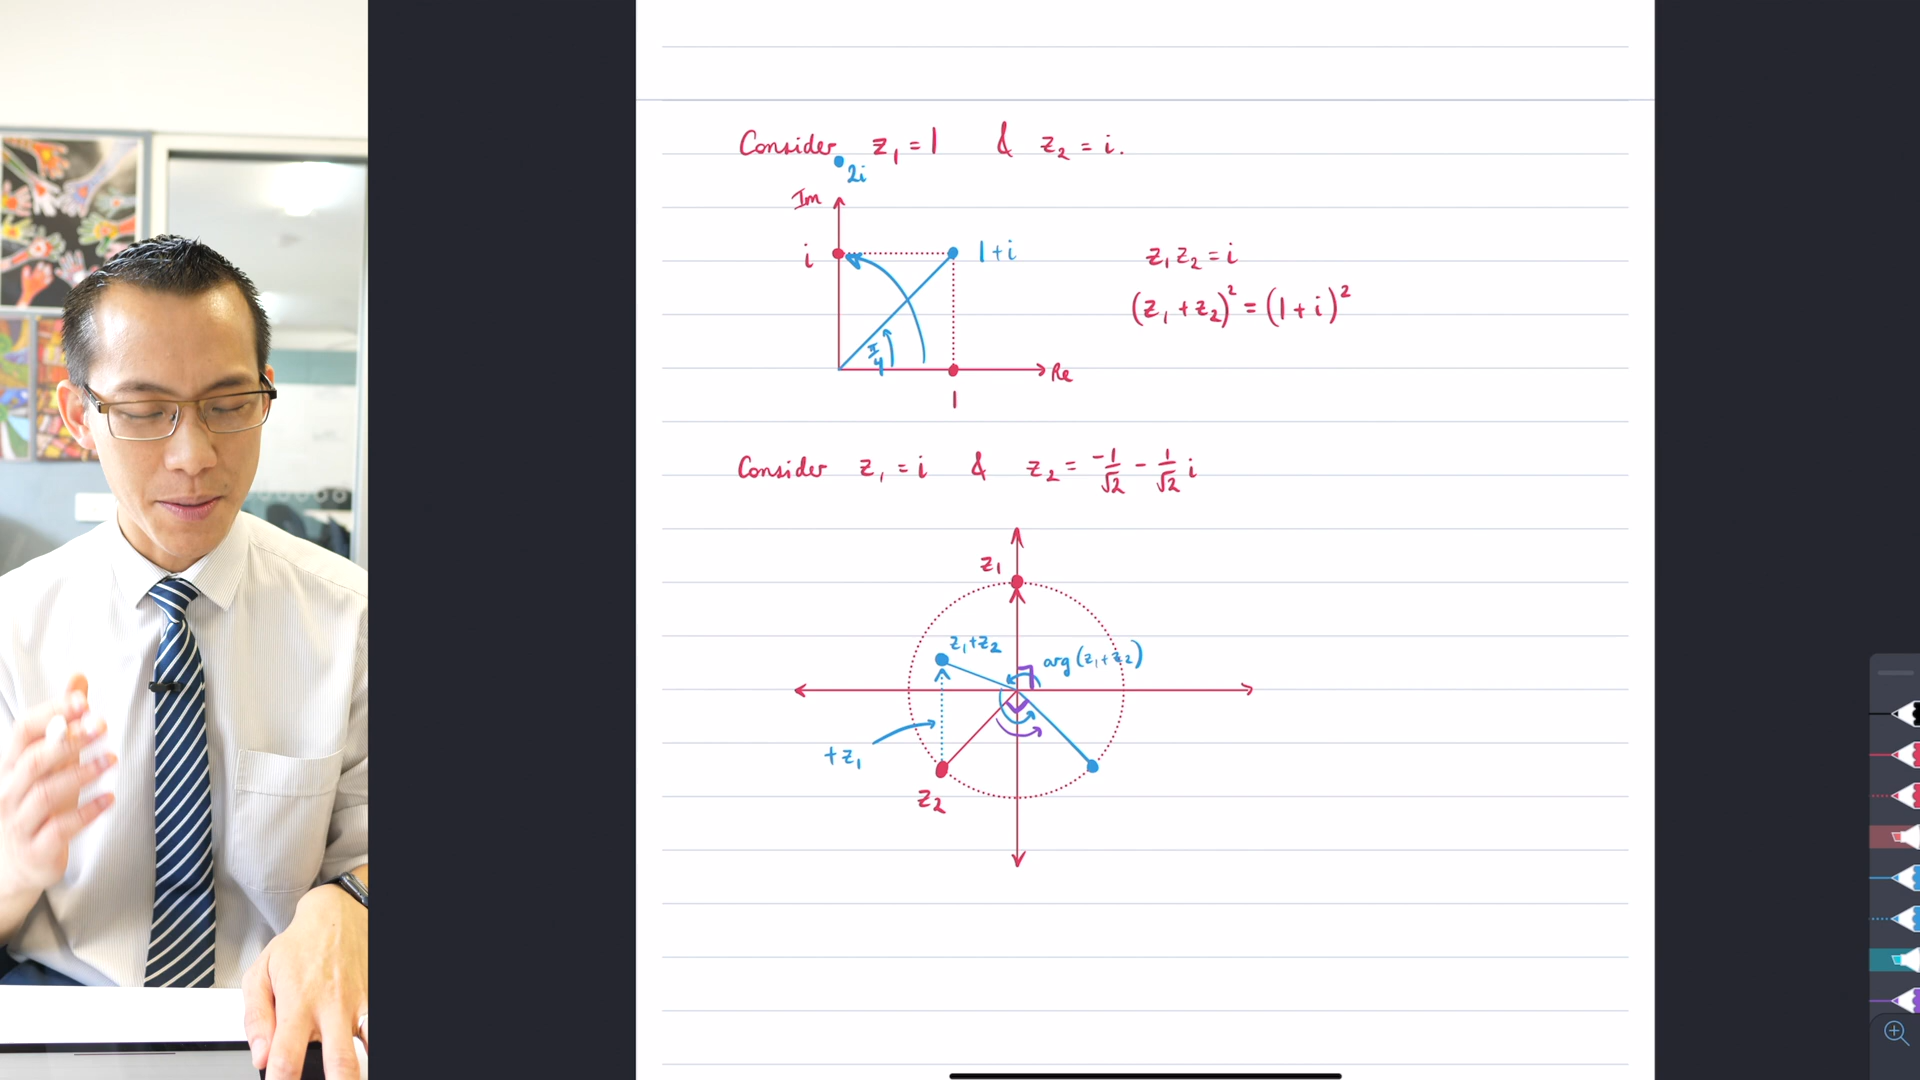 Consider z₁ = 1 & z₂ = i.
2i
Im
i
1 + i
π/4
Re
1
z₁z₂ = i
(z₁ + z₂)² = (1 + i)²
Consider z₁ = i & z₂ = -1/√2 - 1/√2 i
z₁
z₁+z₂
arg (z₁+z₂)
+z₁
z₂